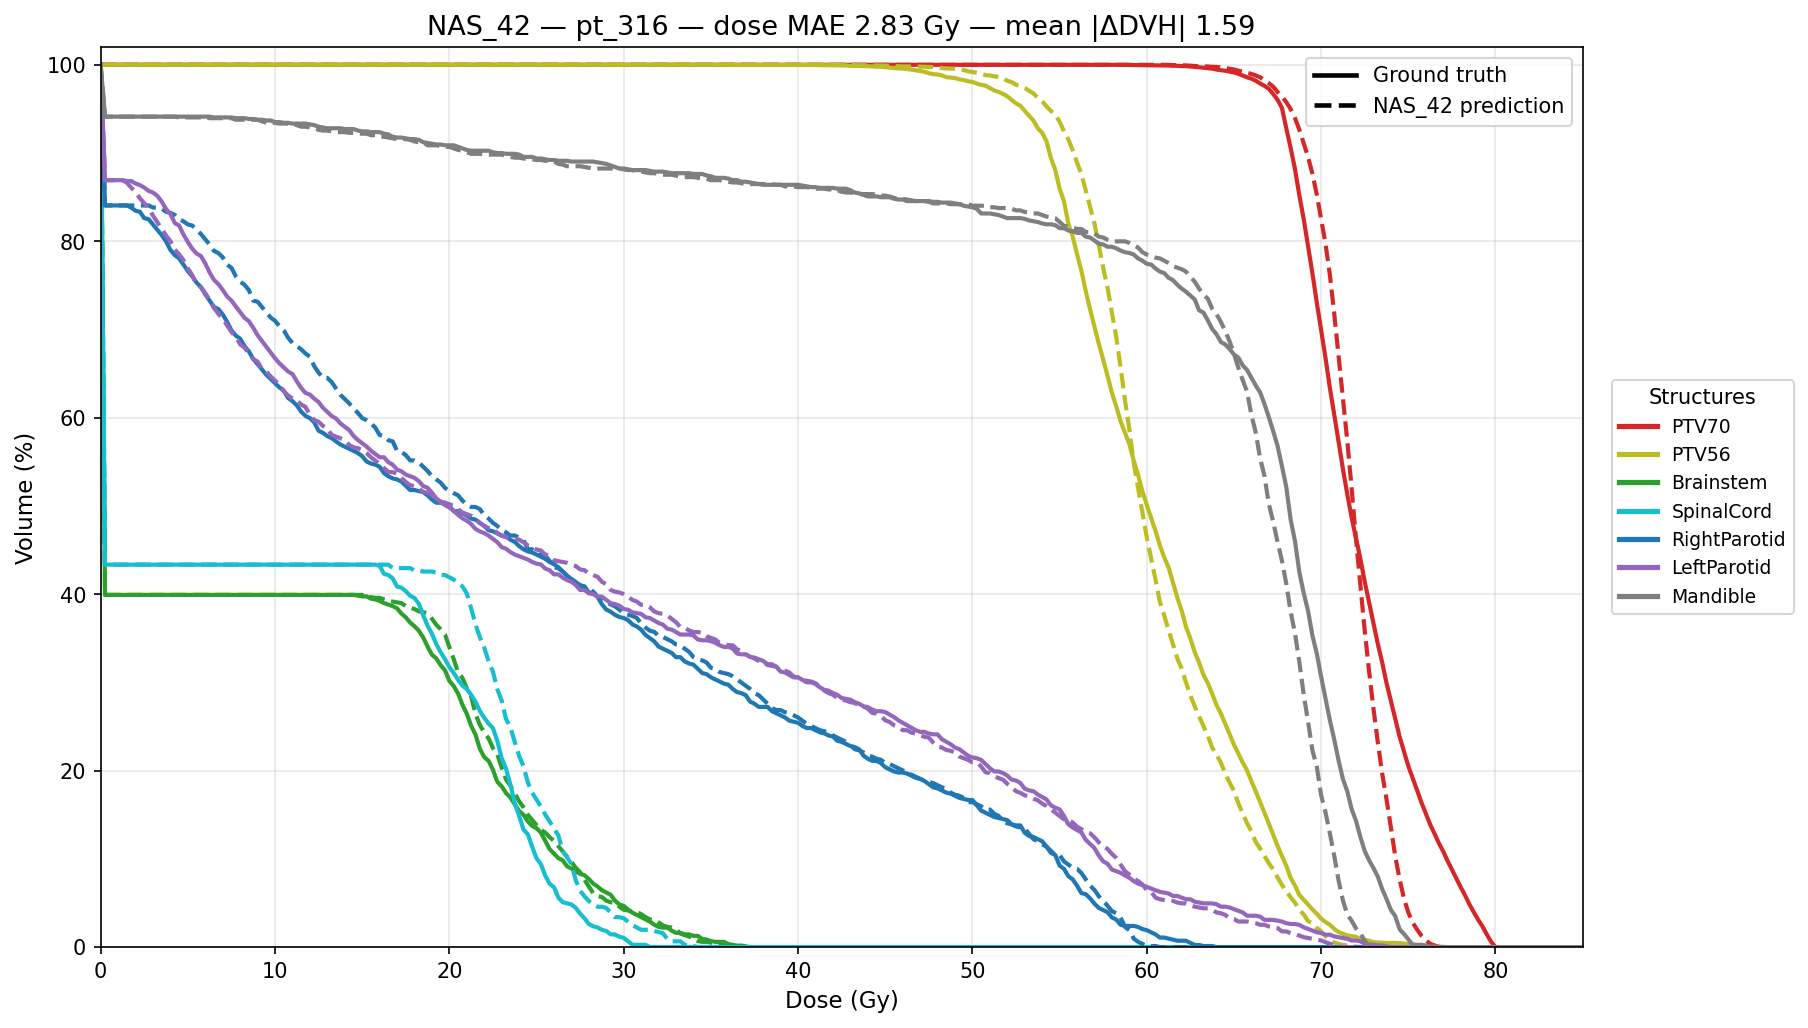 NAS_42 — pt_316 — dose MAE 2.83 Gy — mean |ΔDVH| 1.59
Ground truth
NAS_42 prediction
Volume (%)
100
80
60
40
20
0
0 10 20 30 40 50 60 70 80
Dose (Gy)
Structures
PTV70
PTV56
Brainstem
SpinalCord
RightParotid
LeftParotid
Mandible